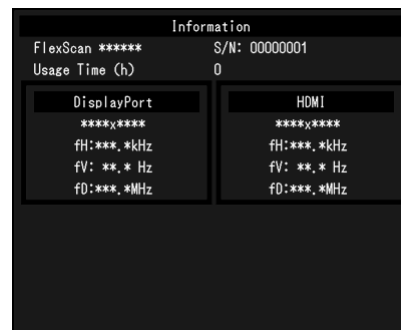 Information
FlexScan ****** S/N: 00000001
Usage Time (h) 0
DisplayPort HDMI
****x**** ****x****
fH:***.*kHz fH:***.*kHz
fV: **.* Hz fV: **.* Hz
fD:***.*MHz fD:***.*MHz